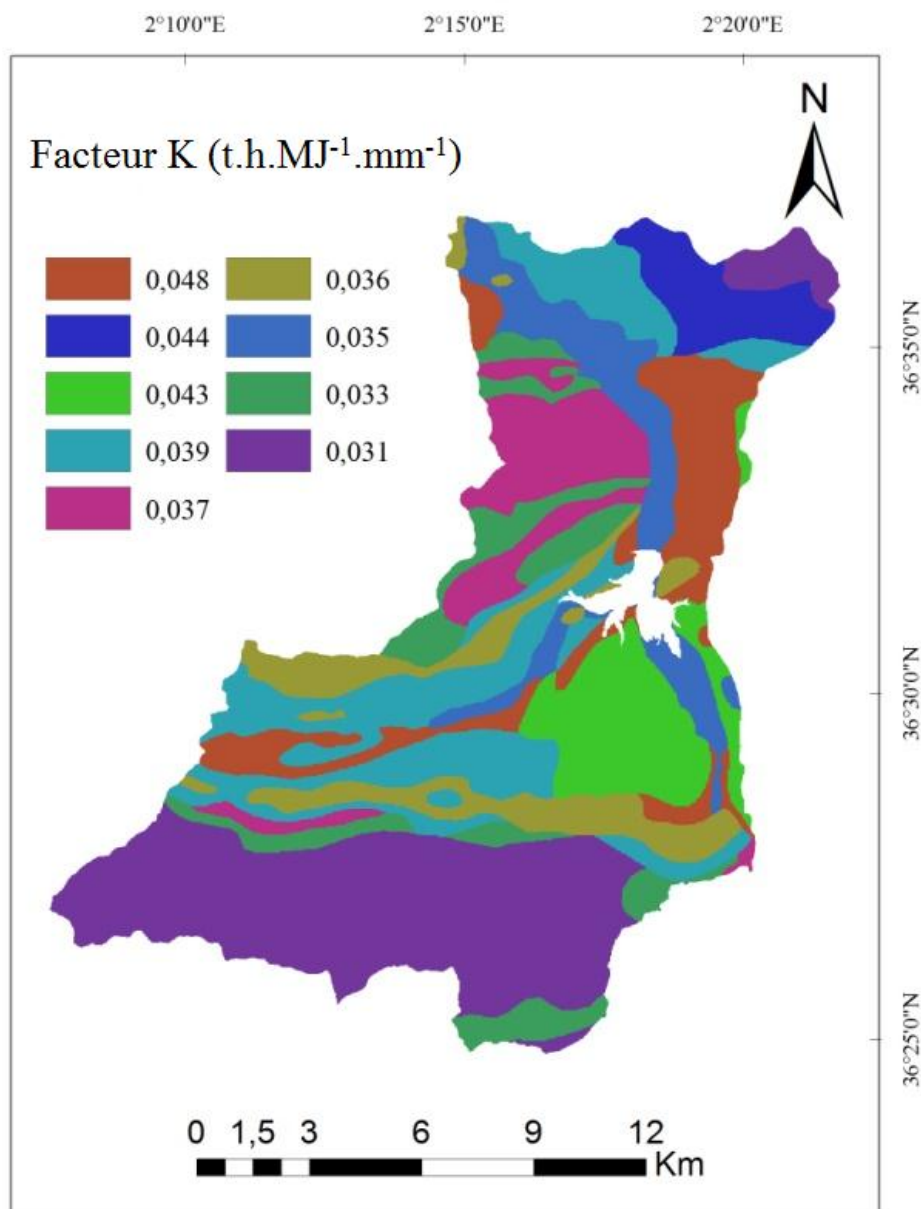 2°10'0"E 2°15'0"E 2°20'0"E
N
Facteur K (t.h.MJ-1.mm-1)
0,048 0,036
0,044 0,035
0,043 0,033
0,039 0,031
0,037
36°35'0"N
36°30'0"N
36°25'0"N
0 1,5 3 6 9 12
Km